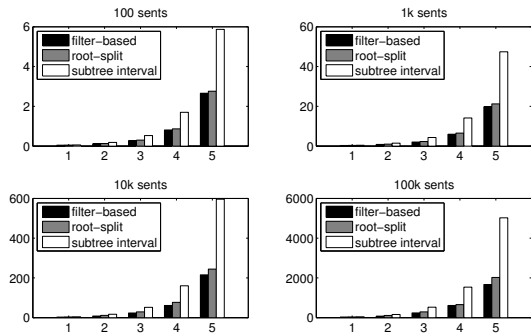 100 sents
6
4
2
0
filter-based
root-split
subtree interval
1 2 3 4 5
1k sents
60
40
20
0
filter-based
root-split
subtree interval
1 2 3 4 5
10k sents
600
400
200
0
filter-based
root-split
subtree interval
1 2 3 4 5
100k sents
6000
4000
2000
0
filter-based
root-split
subtree interval
1 2 3 4 5